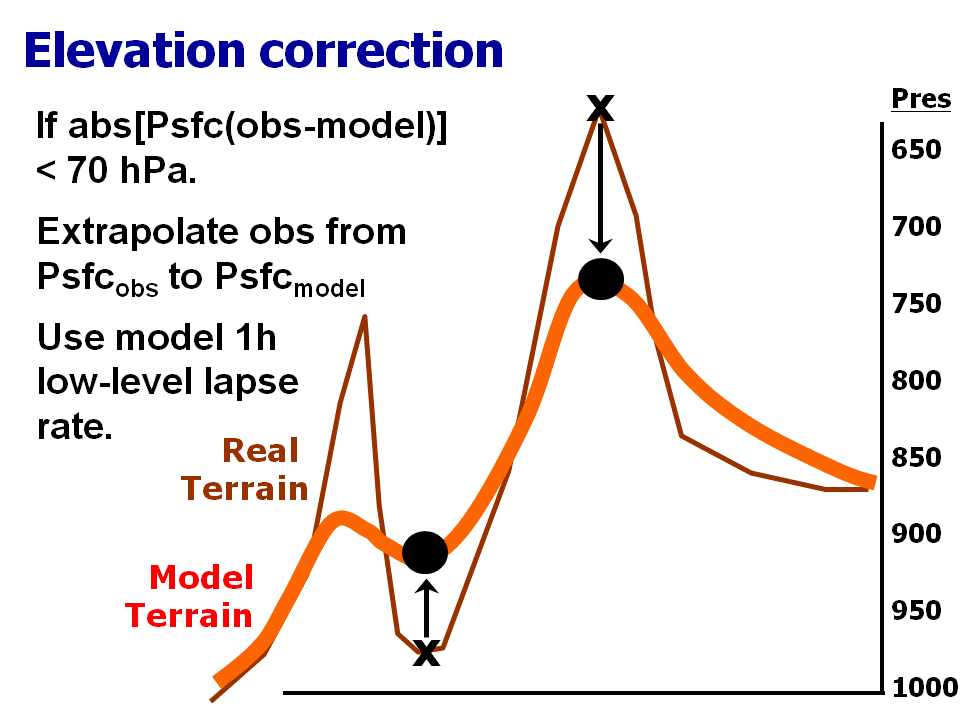 Elevation correction
If abs[Psfc(obs-model)]
< 70 hPa.
Extrapolate obs from
Psfcobs to Psfcmodel
Use model 1h
low-level lapse
rate.
Real
Terrain
Model
Terrain
x
x
Pres
650
700
750
800
850
900
950
1000